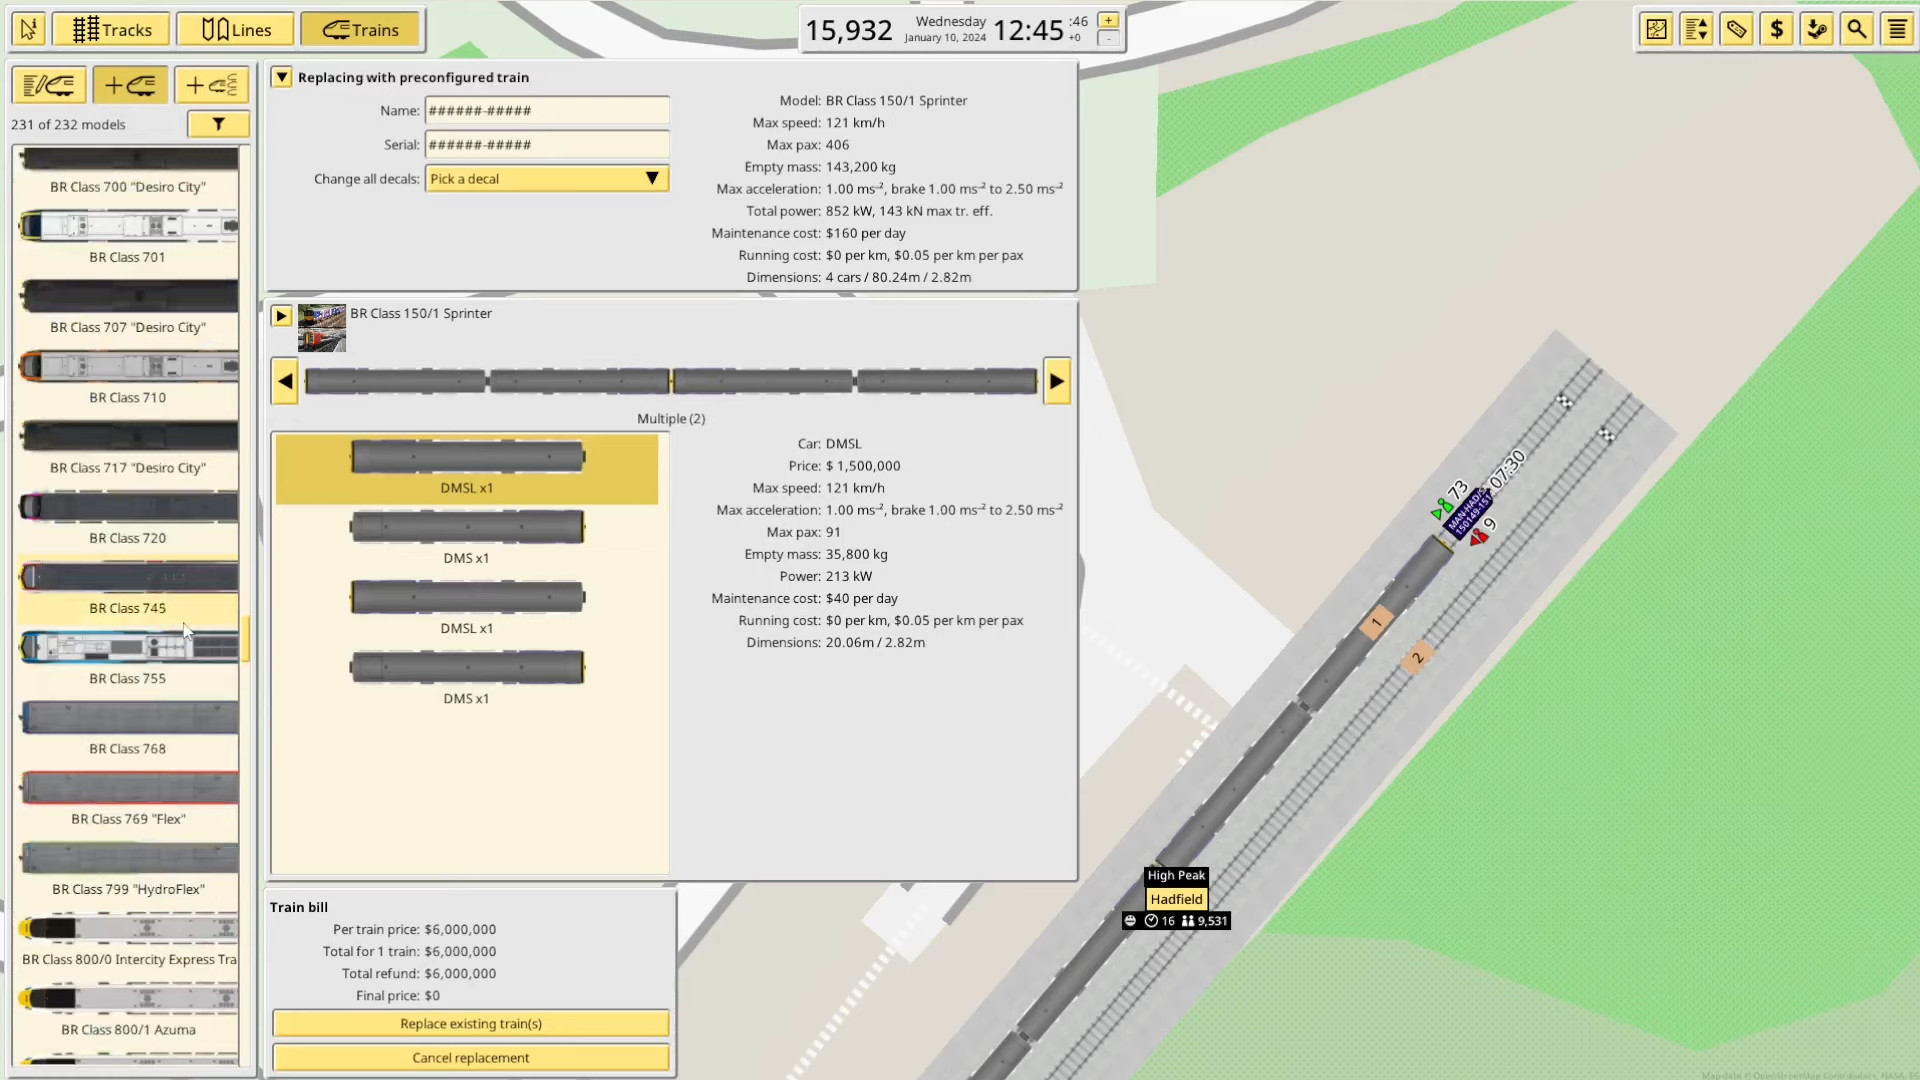 Tracks
Lines
Trains
15,932
Wednesday
January 10, 2024
12:45
:46
+0
+
-
$
231 of 232 models
BR Class 700 "Desiro City"
BR Class 701
BR Class 707 "Desiro City"
BR Class 710
BR Class 717 "Desiro City"
BR Class 720
BR Class 745
BR Class 755
BR Class 768
BR Class 769 "Flex"
BR Class 799 "HydroFlex"
BR Class 800/0 Intercity Express Tra
BR Class 800/1 Azuma
Replacing with preconfigured train
Name: ######-#####
Serial: ######-#####
Change all decals: Pick a decal
Model: BR Class 150/1 Sprinter
Max speed: 121 km/h
Max pax: 406
Empty mass: 143,200 kg
Max acceleration: 1.00 ms⁻², brake 1.00 ms⁻² to 2.50 ms⁻²
Total power: 852 kW, 143 kN max tr. eff.
Maintenance cost: $160 per day
Running cost: $0 per km, $0.05 per km per pax
Dimensions: 4 cars / 80.24m / 2.82m
BR Class 150/1 Sprinter
Multiple (2)
DMSL x1
DMS x1
DMSL x1
DMS x1
Car: DMSL
Price: $ 1,500,000
Max speed: 121 km/h
Max acceleration: 1.00 ms⁻², brake 1.00 ms⁻² to 2.50 ms⁻²
Max pax: 91
Empty mass: 35,800 kg
Power: 213 kW
Maintenance cost: $40 per day
Running cost: $0 per km, $0.05 per km per pax
Dimensions: 20.06m / 2.82m
Train bill
Per train price: $6,000,000
Total for 1 train: $6,000,000
Total refund: $6,000,000
Final price: $0
Replace existing train(s)
Cancel replacement
73
07:30
9
1
2
High Peak
Hadfield
16 9,531